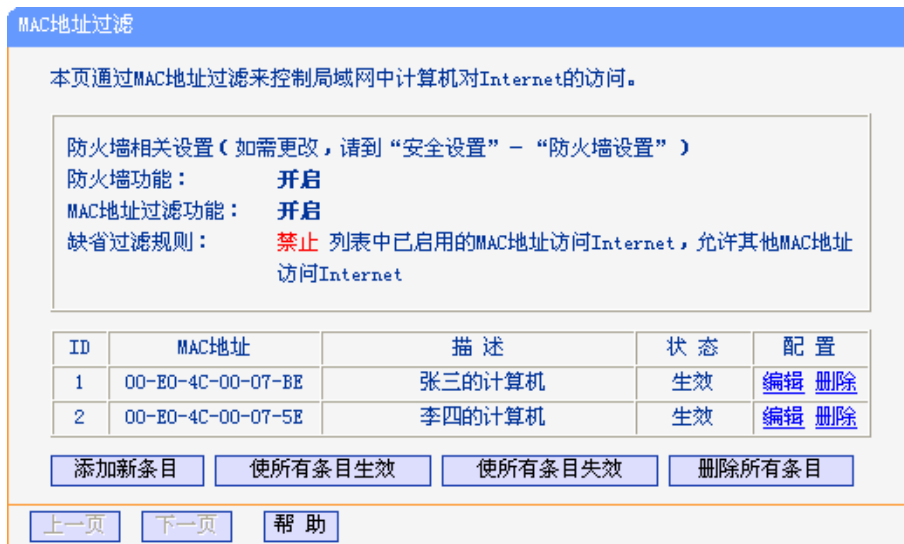 MAC地址过滤
本页通过MAC地址过滤来控制局域网中计算机对Internet的访问。
防火墙相关设置(如需更改,请到“安全设置”-“防火墙设置”)
防火墙功能: 开启
MAC地址过滤功能: 开启
缺省过滤规则: 禁止 列表中已启用的MAC地址访问Internet,允许其他MAC地址
访问Internet
ID MAC地址 描 述 状 态 配 置
1 00-E0-4C-00-07-BE 张三的计算机 生效 编辑 删除
2 00-E0-4C-00-07-5E 李四的计算机 生效 编辑 删除
添加新条目 使所有条目生效 使所有条目失效 删除所有条目
上一页 下一页 帮 助